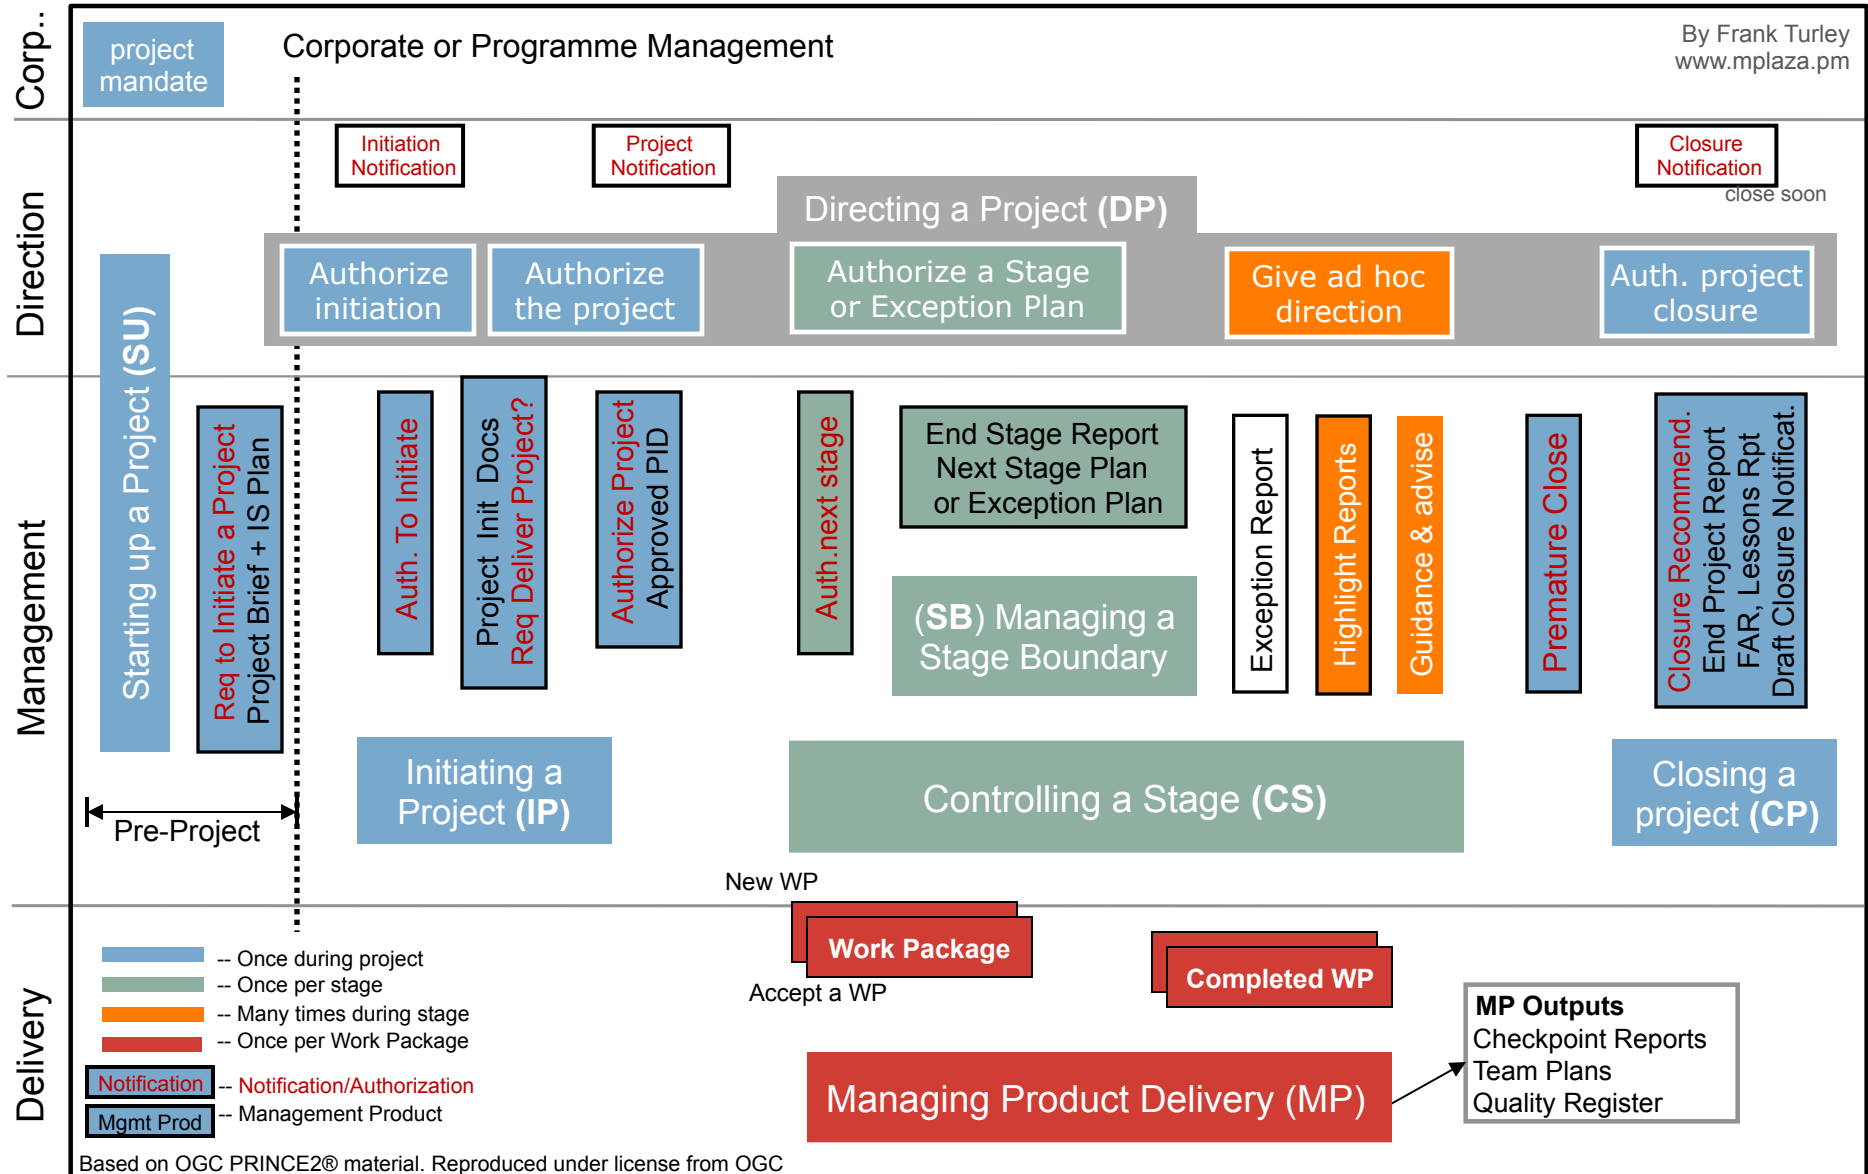 Corp..
project
mandate
Corporate or Programme Management
By Frank Turley
www.mplaza.pm
Direction
Initiation
Notification
Project
Notification
Closure
Notification
close soon
Directing a Project (DP)
Authorize
initiation
Authorize
the project
Authorize a Stage
or Exception Plan
Give ad hoc
direction
Auth. project
closure
Management
Starting up a Project (SU)
Req to Initiate a Project
Project Brief + IS Plan
Auth. To Initiate
Project Init Docs
Req Deliver Project?
Authorize Project
Approved PID
Auth.next stage
End Stage Report
Next Stage Plan
or Exception Plan
(SB) Managing a
Stage Boundary
Exception Report
Highlight Reports
Guidance & advise
Premature Close
Closure Recommend.
End Project Report
FAR, Lessons Rpt
Draft Closure Notificat.
Pre-Project
Initiating a
Project (IP)
Controlling a Stage (CS)
Closing a
project (CP)
Delivery
New WP
Work Package
Accept a WP
Completed WP
-- Once during project
-- Once per stage
-- Many times during stage
-- Once per Work Package
Notification -- Notification/Authorization
Mgmt Prod -- Management Product
Managing Product Delivery (MP)
MP Outputs
Checkpoint Reports
Team Plans
Quality Register
Based on OGC PRINCE2® material. Reproduced under license from OGC